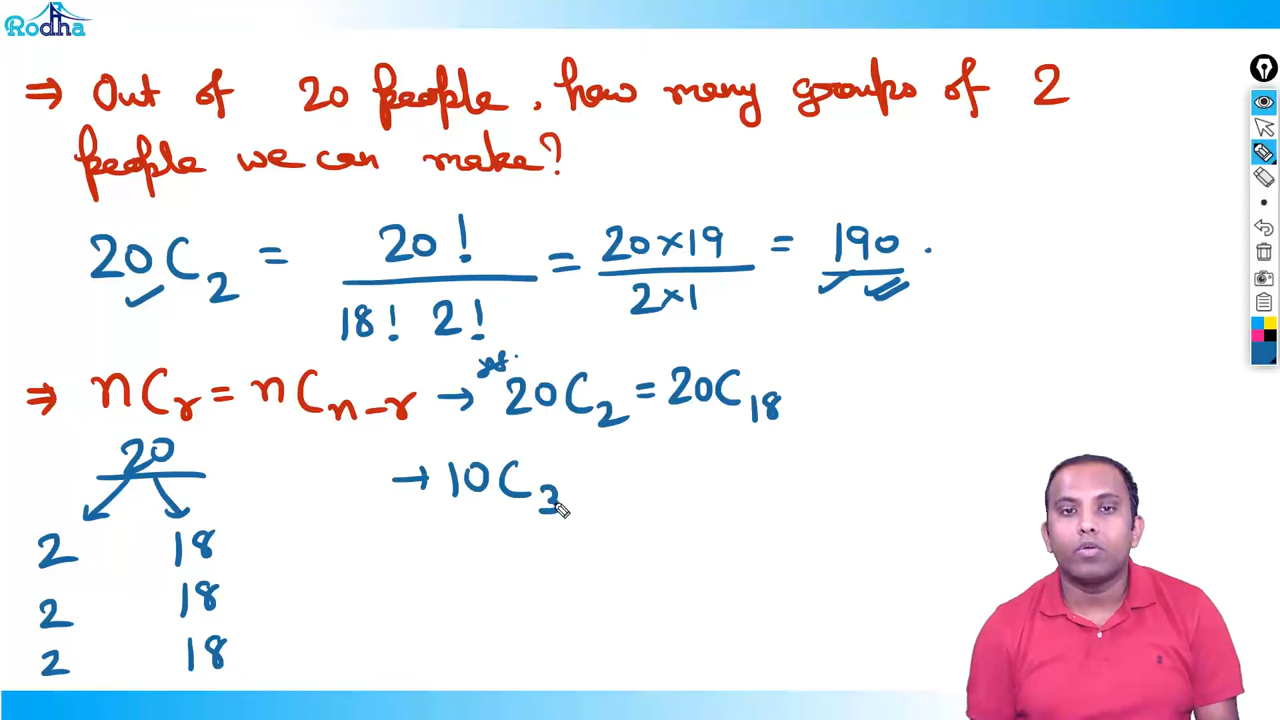 Rodha
⇒ Out of 20 people, how many groups of 2
people we can make?
20C₂ = 20! / 18! 2! = 20×19 / 2×1 = 190.
⇒ nCᵣ = nCₙ₋ᵣ → 20C₂ = 20C₁₈
20
→ 10C₃
2 18
2 18
2 18